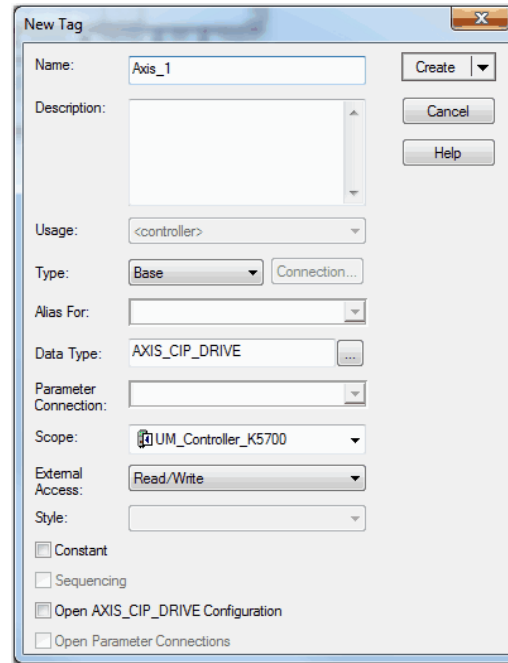 New Tag
Name: Axis_1 Create
Description: Cancel
Help
Usage: <controller>
Type: Base Connection...
Alias For:
Data Type: AXIS_CIP_DRIVE ...
Parameter
Connection:
Scope: UM_Controller_K5700
External
Access: Read/Write
Style:
Constant
Sequencing
Open AXIS_CIP_DRIVE Configuration
Open Parameter Connections